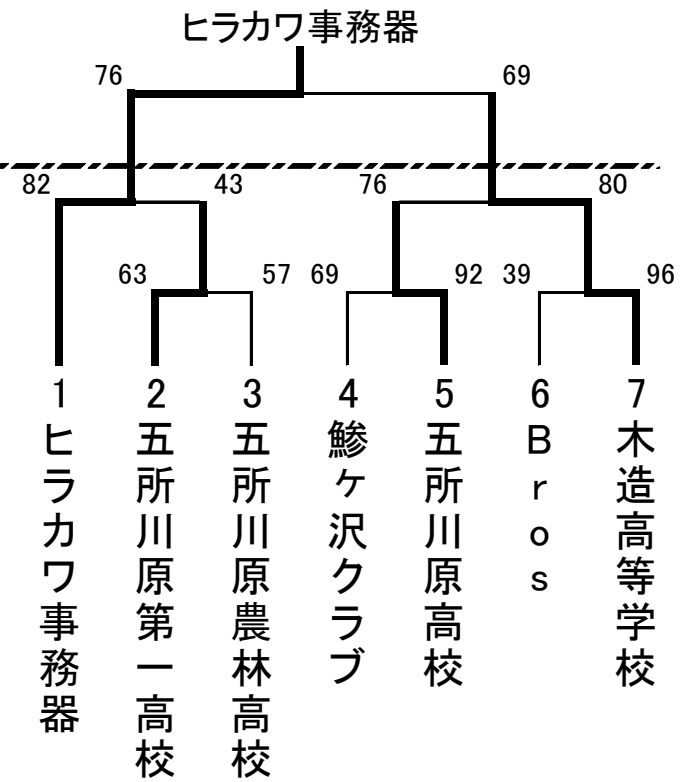 ヒラカワ事務器
76
69
82
43
76
80
63
57
69
92
39
96
1
2
3
4
5
6
7
ヒラカワ事務器
五所川原第一高校
五所川原農林高校
鰺ヶ沢クラブ
五所川原高校
Bros
木造高等学校